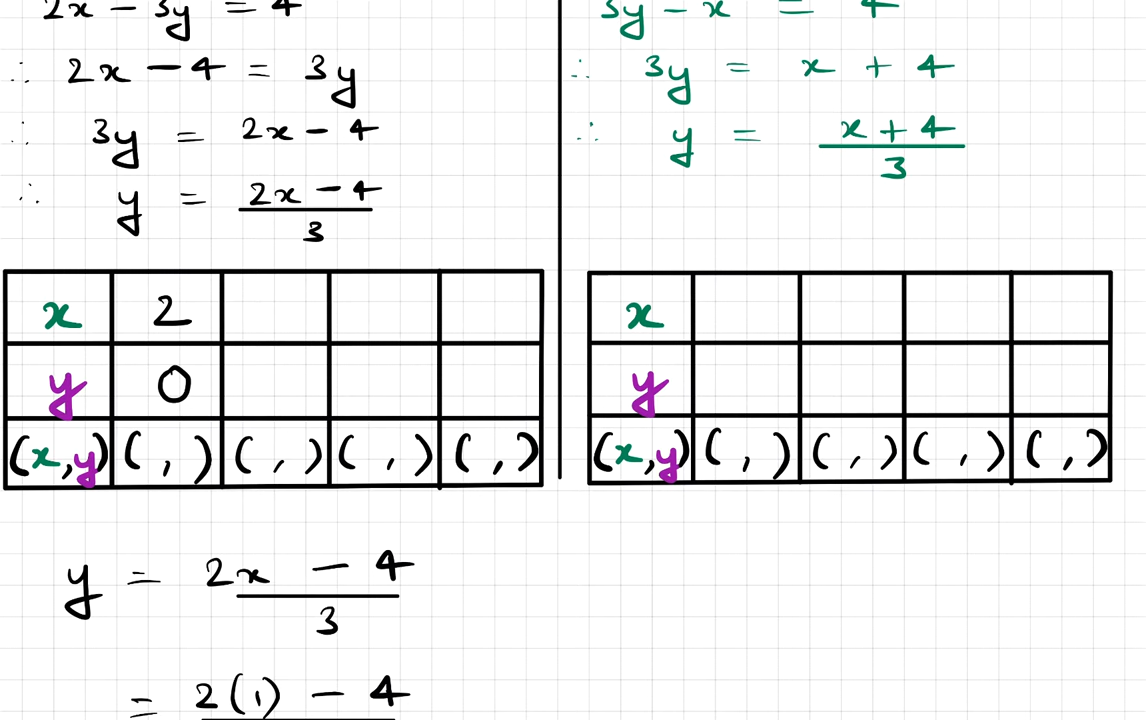 2x - 3y = 4
∴ 2x - 4 = 3y
∴ 3y = 2x - 4
∴ y = (2x - 4)/3
x 2
y 0
(x,y) ( , ) ( , ) ( , ) ( , )
y = (2x - 4)/3
= 2(1) - 4
3y - x = 4
∴ 3y = x + 4
∴ y = (x + 4)/3
x
y
(x,y) ( , ) ( , ) ( , ) ( , )